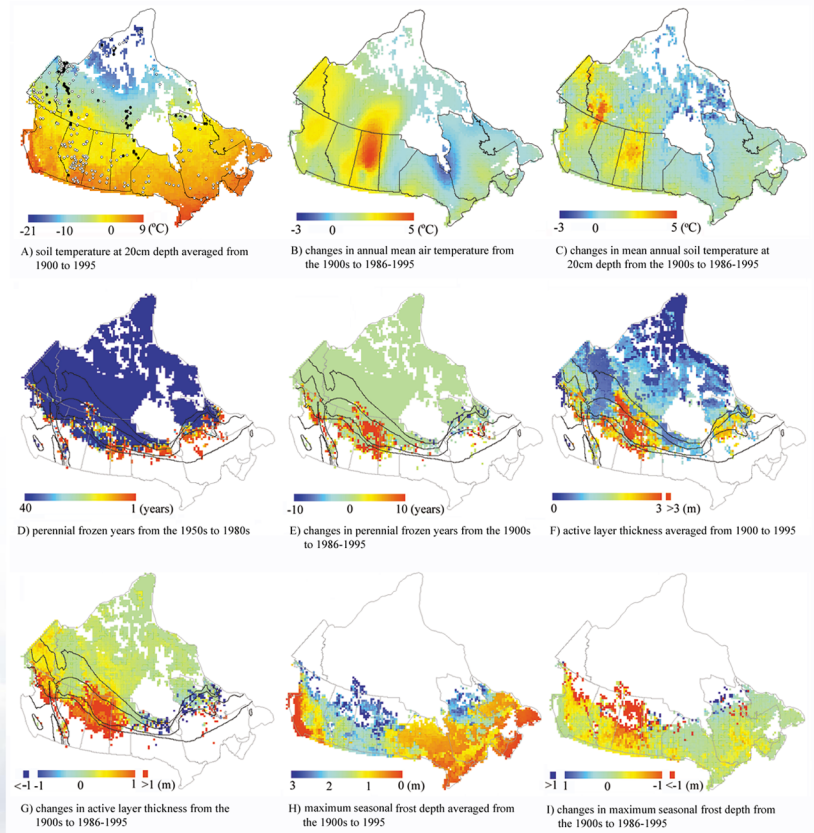 -21 -10 0 9 (ºC)
A) soil temperature at 20cm depth averaged from
1900 to 1995
-3 0 5 (ºC)
B) changes in annual mean air temperature from
the 1900s to 1986-1995
-3 0 5 (ºC)
C) changes in mean annual soil temperature at
20cm depth from the 1900s to 1986-1995
40 1 (years)
D) perennial frozen years from the 1950s to 1980s
-10 0 10 (years)
E) changes in perennial frozen years from the 1900s
to 1986-1995
0 3 >3 (m)
F) active layer thickness averaged from 1900 to 1995
<-1 -1 0 1 >1 (m)
G) changes in active layer thickness from the
1900s to 1986-1995
3 2 1 0 (m)
H) maximum seasonal frost depth averaged from
the 1900s to 1995
>1 1 0 -1 <-1 (m)
I) changes in maximum seasonal frost depth from
the 1900s to 1986-1995